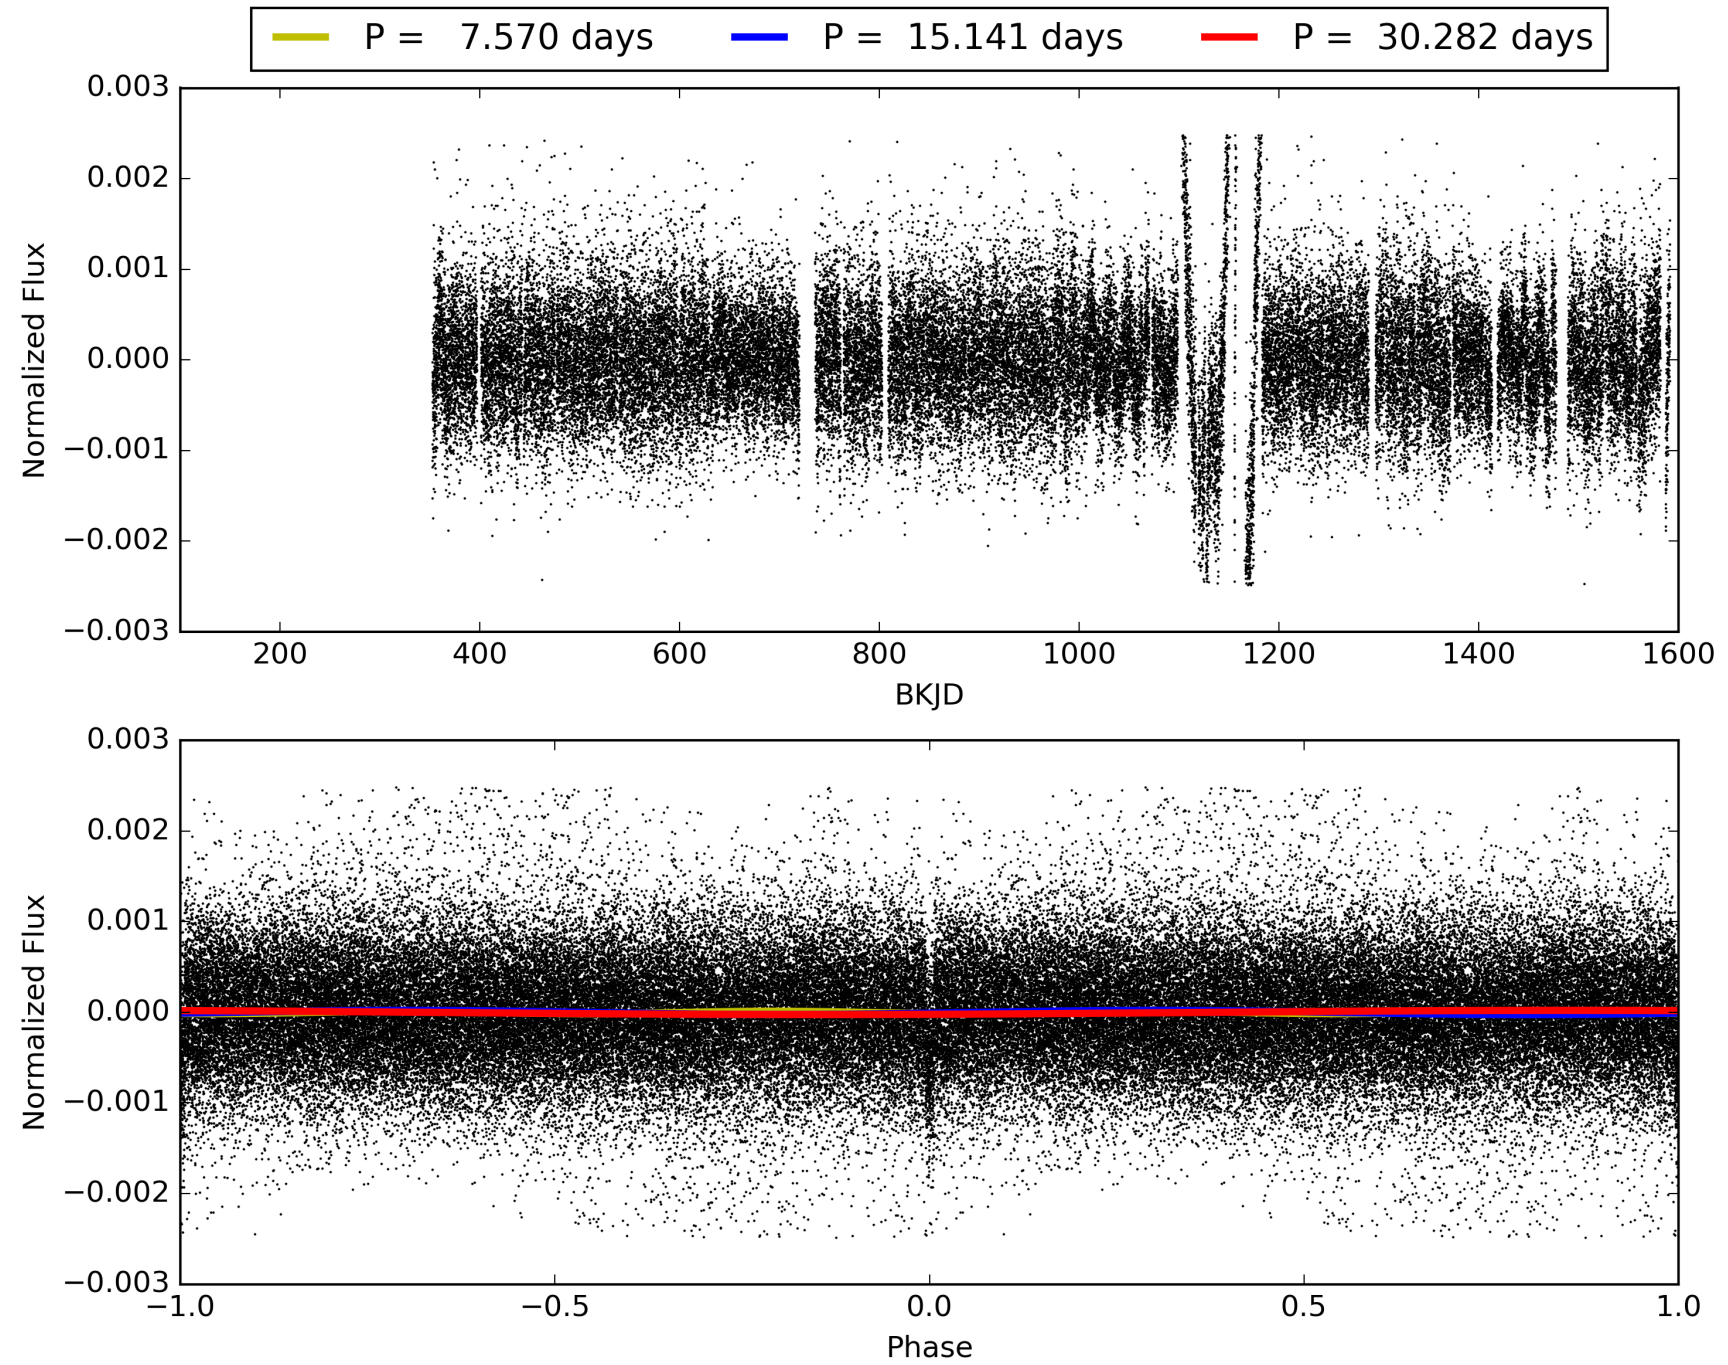 P = 7.570 days P = 15.141 days P = 30.282 days
0.003
0.002
0.001
0.000
−0.001
−0.002
−0.003
Normalized Flux
200 400 600 800 1000 1200 1400 1600
BKJD
0.003
0.002
0.001
0.000
−0.001
−0.002
−0.003
Normalized Flux
−1.0 −0.5 0.0 0.5 1.0
Phase